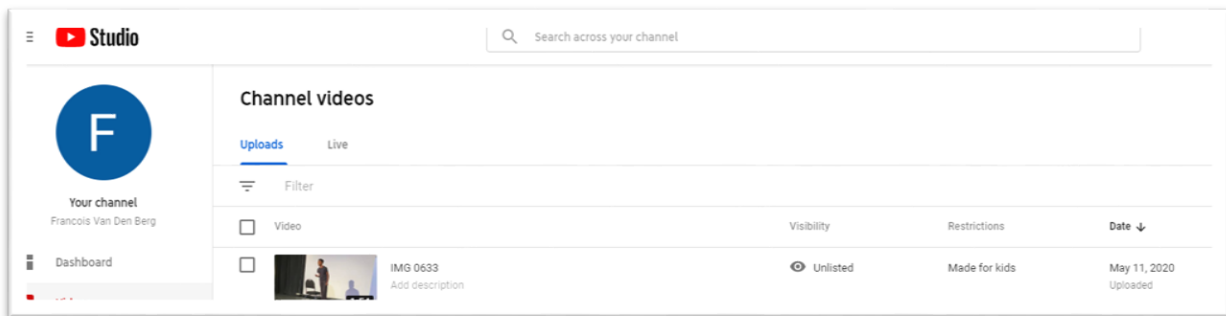 Studio
Search across your channel
F
Your channel
Francois Van Den Berg
Dashboard
Channel videos
Uploads Live
Filter
Video Visibility Restrictions Date
IMG 0633 Unlisted Made for kids May 11, 2020
Add description Uploaded